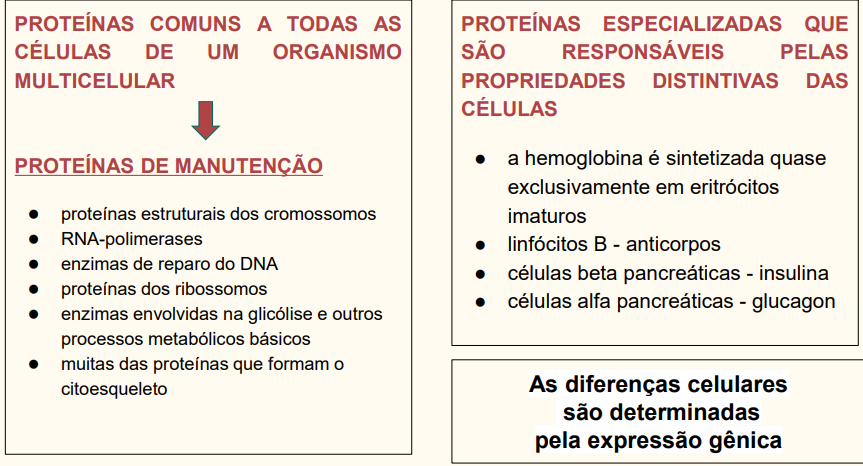 PROTEÍNAS COMUNS A TODAS AS
CÉLULAS DE UM ORGANISMO
MULTICELULAR
PROTEÍNAS DE MANUTENÇÃO
● proteínas estruturais dos cromossomos
● RNA-polimerases
● enzimas de reparo do DNA
● proteínas dos ribossomos
● enzimas envolvidas na glicólise e outros
processos metabólicos básicos
● muitas das proteínas que formam o
citoesqueleto
PROTEÍNAS ESPECIALIZADAS QUE
SÃO RESPONSÁVEIS PELAS
PROPRIEDADES DISTINTIVAS DAS
CÉLULAS
● a hemoglobina é sintetizada quase
exclusivamente em eritrócitos
imaturos
● linfócitos B - anticorpos
● células beta pancreáticas - insulina
● células alfa pancreáticas - glucagon
As diferenças celulares
são determinadas
pela expressão gênica